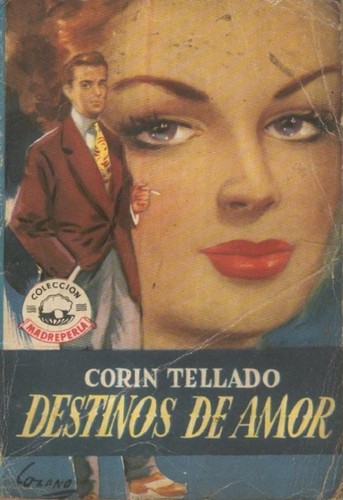 COLECCION
MADREPERLA
CORIN TELLADO
DESTINOS DE AMOR
LOZANO